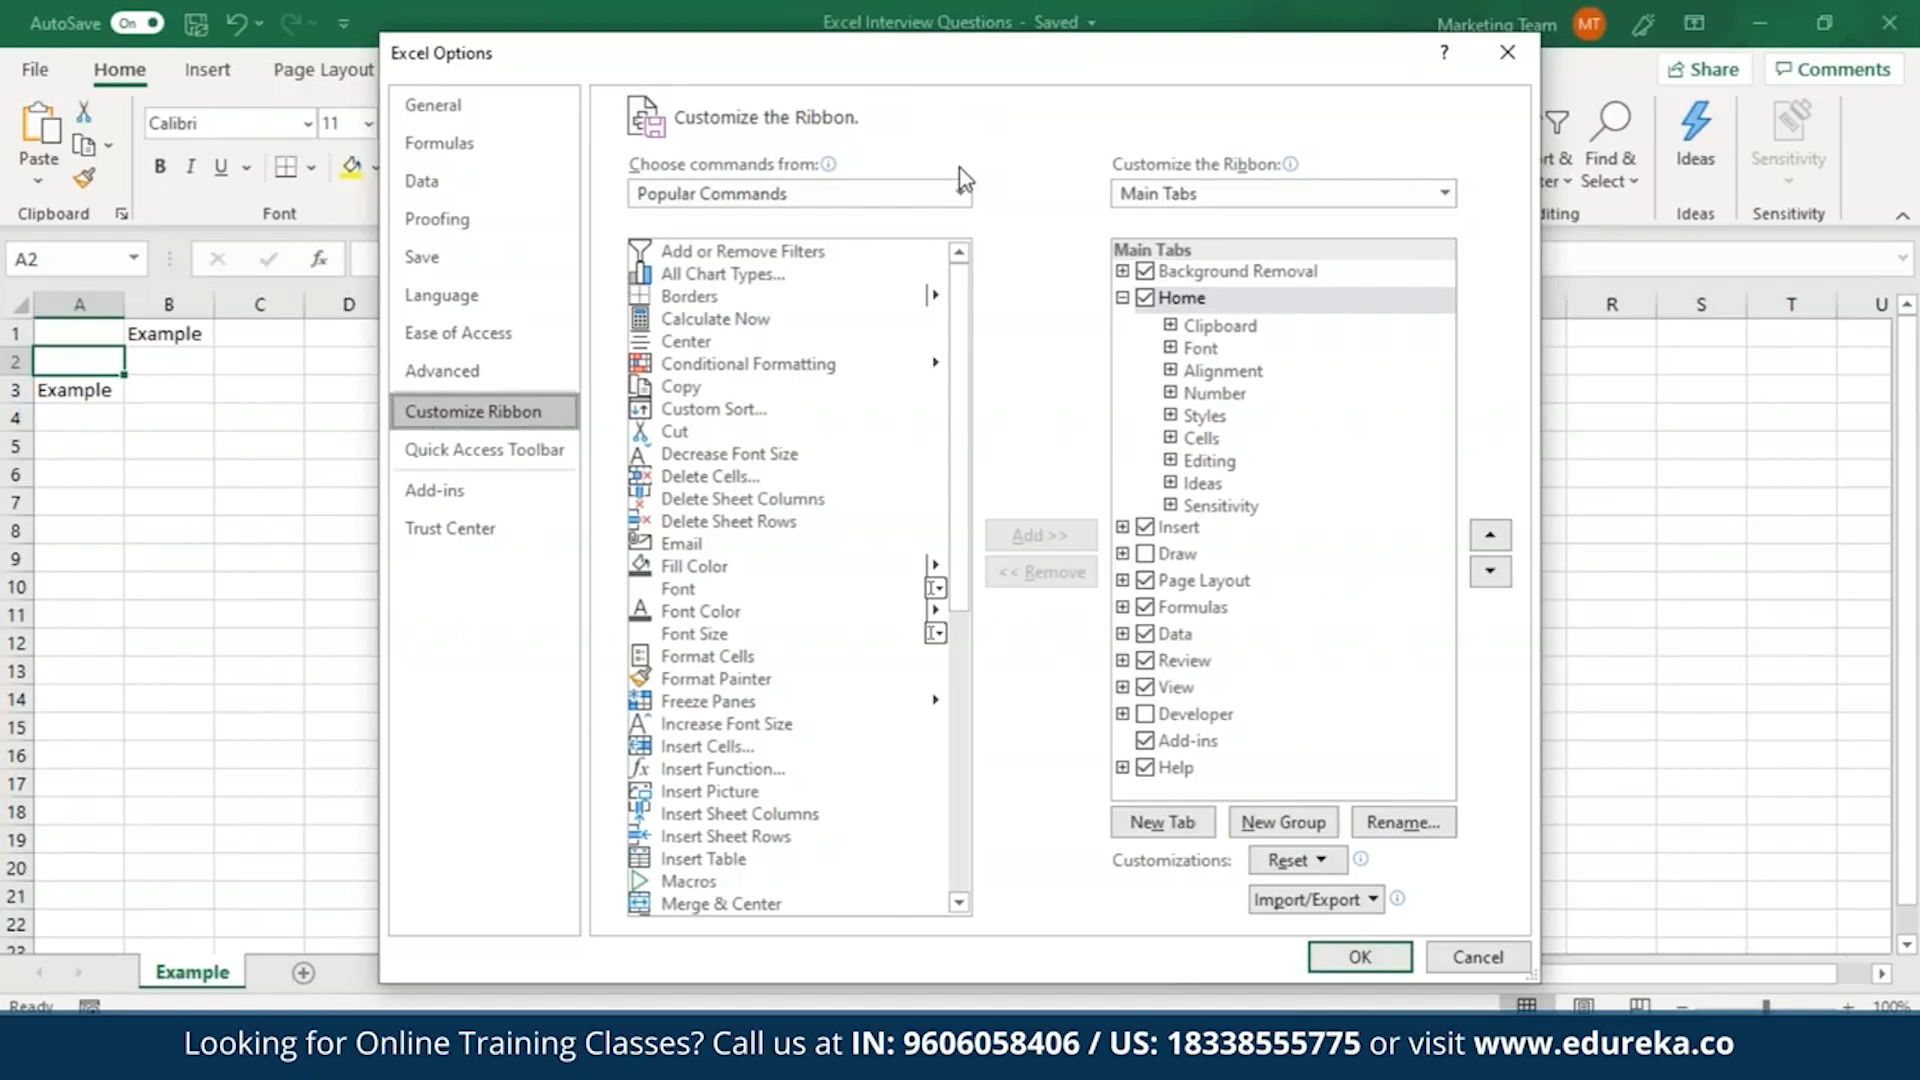 AutoSave On
Excel Interview Questions - Saved
Marketing Team MT
Excel Options
?
File Home Insert Page Layout
Share Comments
Calibri 11
Paste
B I U
Clipboard
Font
Find &
Select
Ideas
Sensitivity
Ideas
Sensitivity
A2
fx
A B C D
R S T U
1 Example
2
3 Example
4
5
6
7
8
9
10
11
12
13
14
15
16
17
18
19
20
21
22
23
General
Formulas
Data
Proofing
Save
Language
Ease of Access
Advanced
Customize Ribbon
Quick Access Toolbar
Add-ins
Trust Center
Customize the Ribbon.
Choose commands from:
Popular Commands
Add or Remove Filters
All Chart Types...
Borders
Calculate Now
Center
Conditional Formatting
Copy
Custom Sort...
Cut
Decrease Font Size
Delete Cells...
Delete Sheet Columns
Delete Sheet Rows
Email
Fill Color
Font
Font Color
Font Size
Format Cells
Format Painter
Freeze Panes
Increase Font Size
Insert Cells...
Insert Function...
Insert Picture
Insert Sheet Columns
Insert Sheet Rows
Insert Table
Macros
Merge & Center
Add >>
<< Remove
Customize the Ribbon:
Main Tabs
Main Tabs
Background Removal
Home
Clipboard
Font
Alignment
Number
Styles
Cells
Editing
Ideas
Sensitivity
Insert
Draw
Page Layout
Formulas
Data
Review
View
Developer
Add-ins
Help
New Tab New Group Rename...
Customizations: Reset
Import/Export
OK Cancel
Example
Ready
100%
Looking for Online Training Classes? Call us at IN: 9606058406 / US: 18338555775 or visit www.edureka.co